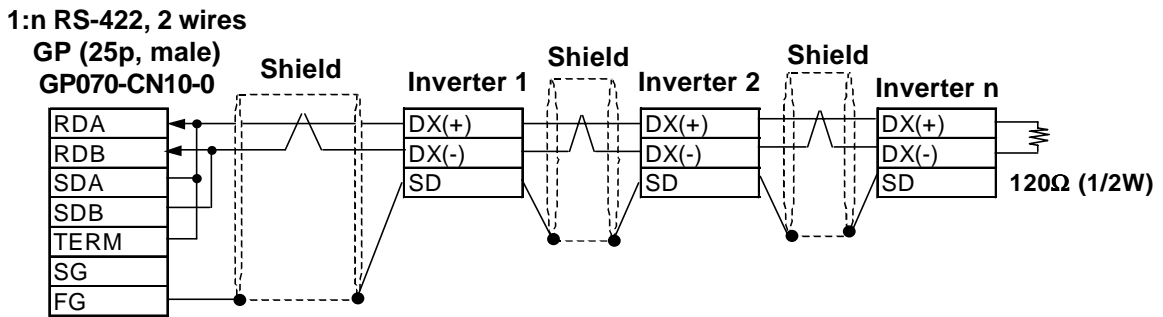 1:n RS-422, 2 wires
GP (25p, male)
GP070-CN10-0
Shield
Inverter 1
Shield
Inverter 2
Shield
Inverter n
RDA
RDB
SDA
SDB
TERM
SG
FG
DX(+)
DX(-)
SD
DX(+)
DX(-)
SD
DX(+)
DX(-)
SD
120Ω (1/2W)